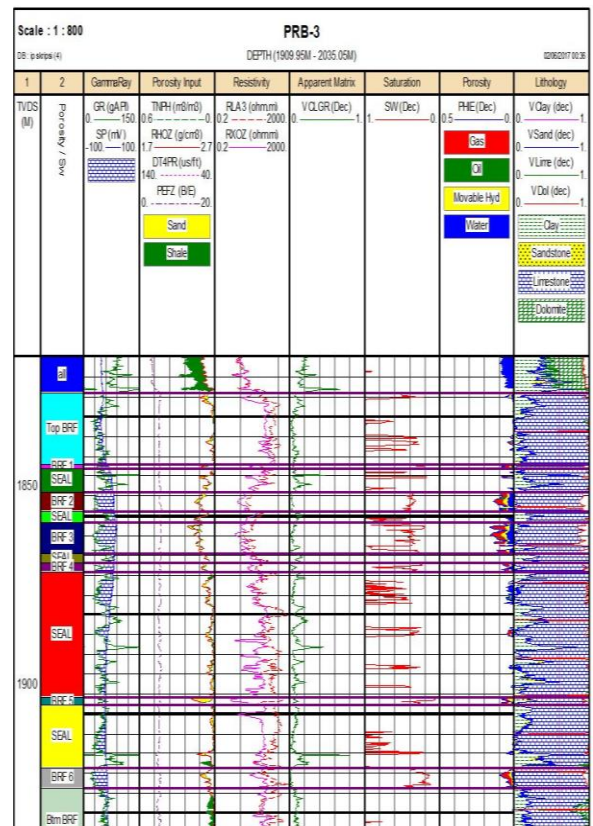 Scale : 1 : 800
PRB-3
DB : ip skripsi (4)
DEPTH (1909.95M - 2035.05M)
02/06/2017 00:36
1 2 GammaRay Porosity Input Resistivity Apparent Matrix Saturation Porosity Lithology
TVDS
(M)
Porosity / Sw
GR (gAPI)
0. 150.
SP (mV)
-100. 100.
TNPH (m3/m3)
0.6 -0.
RHOZ (g/cm3)
1.7 2.7
DT4PR (us/ft)
140. 40.
PEFZ (B/E)
0. 20.
Sand
Shale
RLA3 (ohm.m)
0.2 2000.
RXOZ (ohmm)
0.2 2000.
VCLGR (Dec)
0. 1.
SW (Dec)
1. 0.
PHIE (Dec)
0.5 0.
Gas
Oil
Movable Hyd
Water
VClay (dec)
0. 1.
VSand (dec)
0. 1.
VLime (dec)
0. 1.
VDol (dec)
0. 1.
Clay
Sandstone
Limestone
Dolomite
all
Top BRF
BRF 1
1850
SEAL
BRF 2
SEAL
BRF 3
SEAL
BRF 4
SEAL
1900
BRF 5
SEAL
BRF 6
Btm BRF